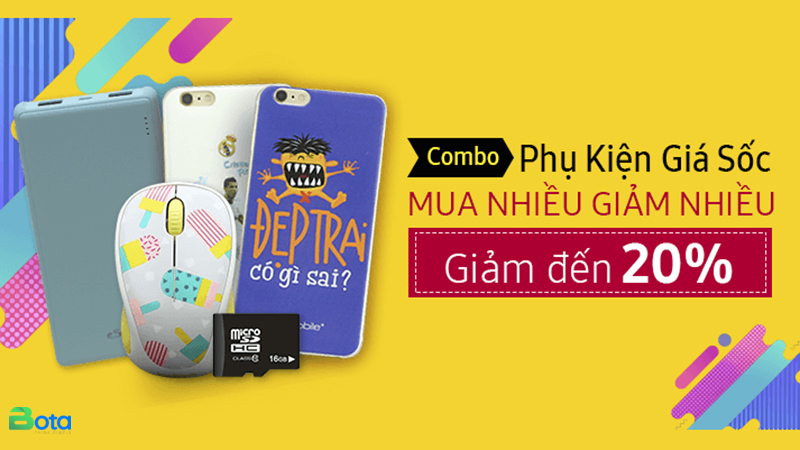 Combo Phụ Kiện Giá Sốc
MUA NHIỀU GIẢM NHIỀU
Giảm đến 20%
ĐẸP TRAI
có gì sai?
micro
SD
HC
CLASS
16GB
Bota